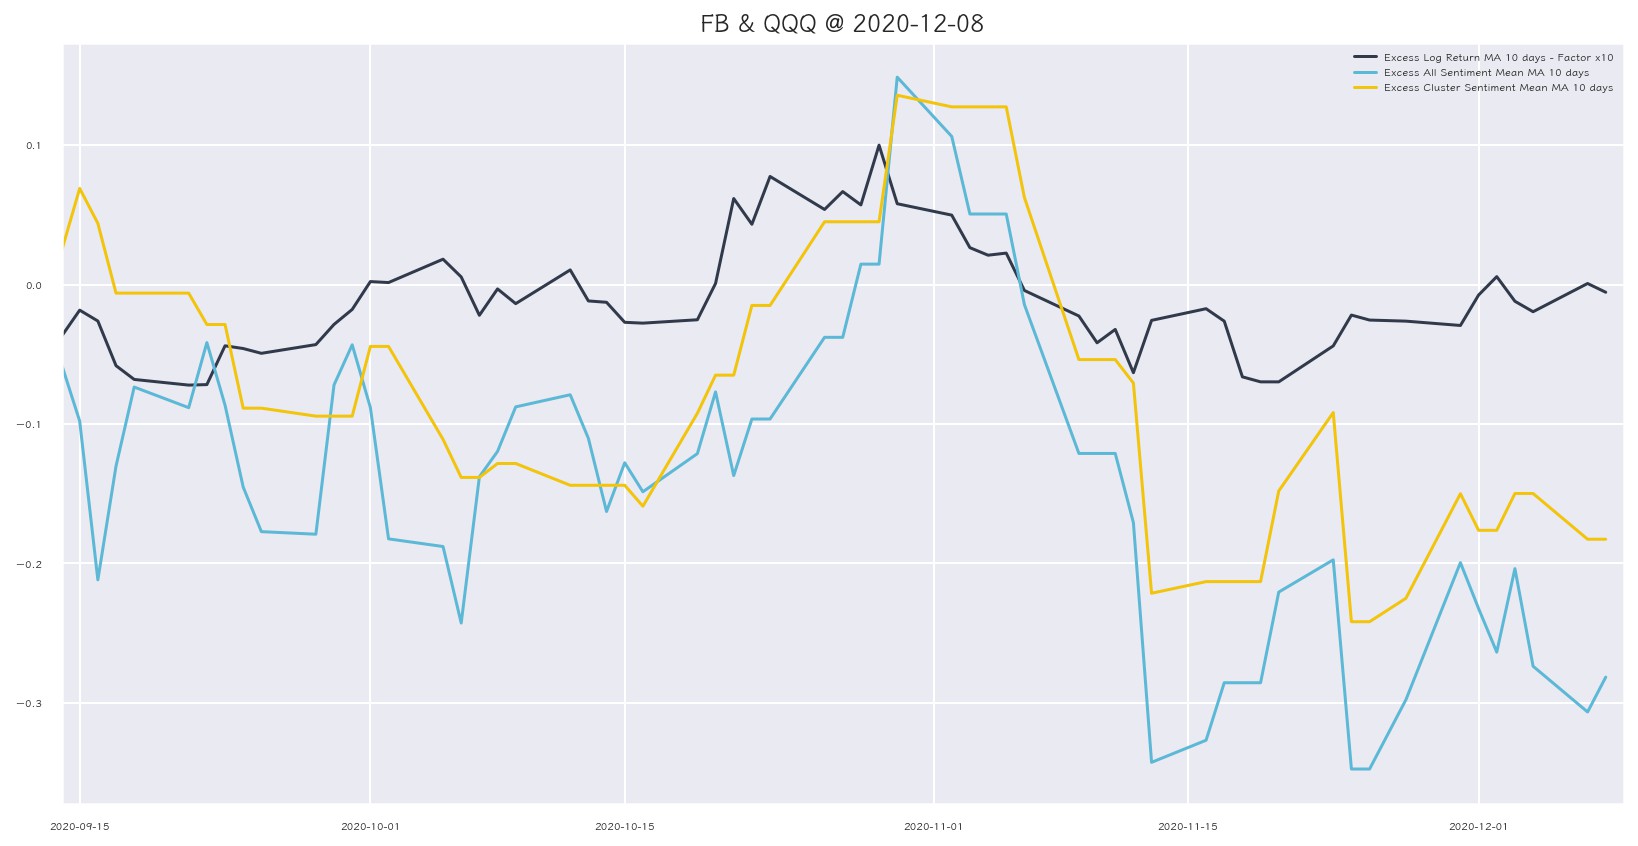 FB & QQQ @ 2020-12-08
Excess Log Return MA 10 days - Factor x10
Excess All Sentiment Mean MA 10 days
Excess Cluster Sentiment Mean MA 10 days
0.1
0.0
−0.1
−0.2
−0.3
2020-09-15
2020-10-01
2020-10-15
2020-11-01
2020-11-15
2020-12-01